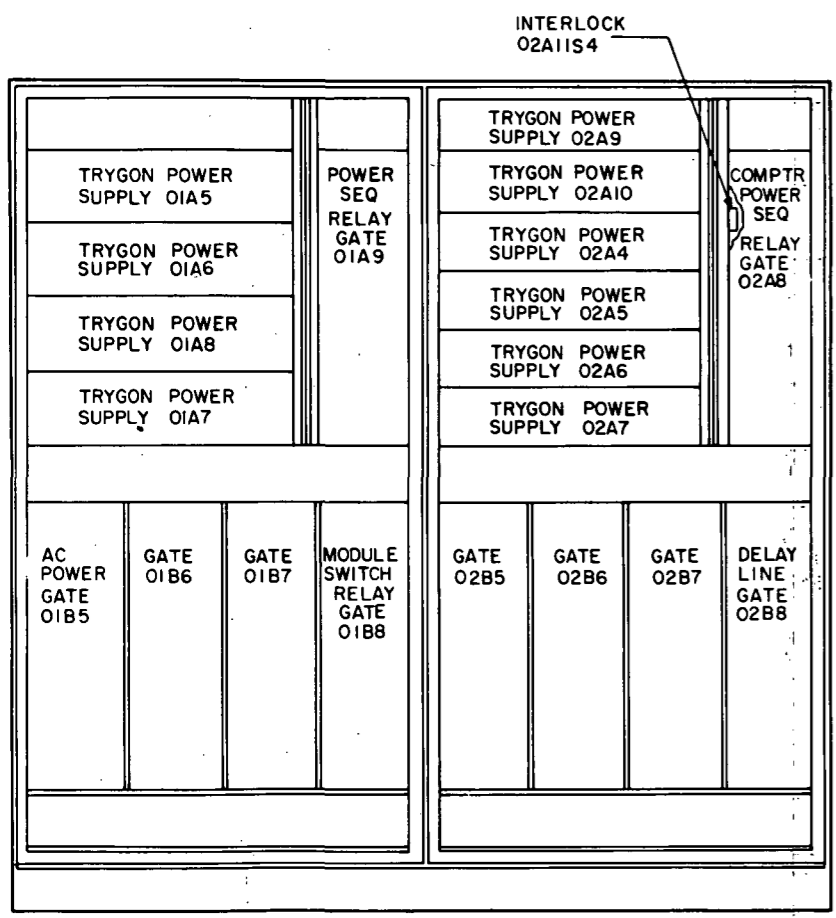 INTERLOCK
02A11S4
TRYGON POWER
SUPPLY 01A5
TRYGON POWER
SUPPLY 01A6
TRYGON POWER
SUPPLY 01A8
TRYGON POWER
SUPPLY 01A7
POWER
SEQ
RELAY
GATE
01A9
TRYGON POWER
SUPPLY 02A9
TRYGON POWER
SUPPLY 02A10
TRYGON POWER
SUPPLY 02A4
TRYGON POWER
SUPPLY 02A5
TRYGON POWER
SUPPLY 02A6
TRYGON POWER
SUPPLY 02A7
COMPTR
POWER
SEQ
RELAY
GATE
02A8
AC
POWER
GATE
01B5
GATE
01B6
GATE
01B7
MODULE
SWITCH
RELAY
GATE
01B8
GATE
02B5
GATE
02B6
GATE
02B7
DELAY
LINE
GATE
02B8